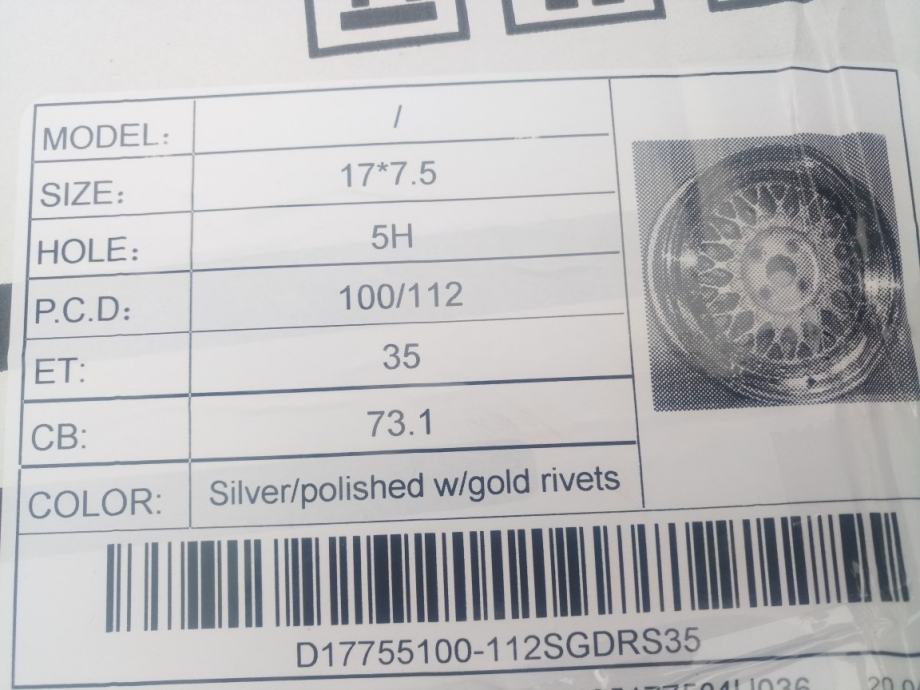 MODEL: /
SIZE: 17*7.5
HOLE: 5H
P.C.D: 100/112
ET: 35
CB: 73.1
COLOR: Silver/polished w/gold rivets
D17755100-112SGDRS35